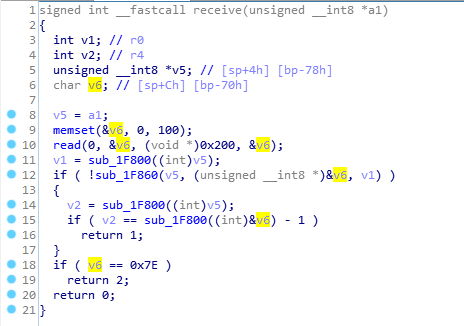 1 signed int __fastcall receive(unsigned __int8 *a1)
2 {
3 int v1; // r0
4 int v2; // r4
5 unsigned __int8 *v5; // [sp+4h] [bp-78h]
6 char v6; // [sp+Ch] [bp-70h]
7
8 v5 = a1;
9 memset(&v6, 0, 100);
10 read(0, &v6, (void *)0x200, &v6);
11 v1 = sub_1F800((int)v5);
12 if ( !sub_1F860(v5, (unsigned __int8 *)&v6, v1) )
13 {
14 v2 = sub_1F800((int)v5);
15 if ( v2 == sub_1F800((int)&v6) - 1 )
16 return 1;
17 }
18 if ( v6 == 0x7E )
19 return 2;
20 return 0;
21 }